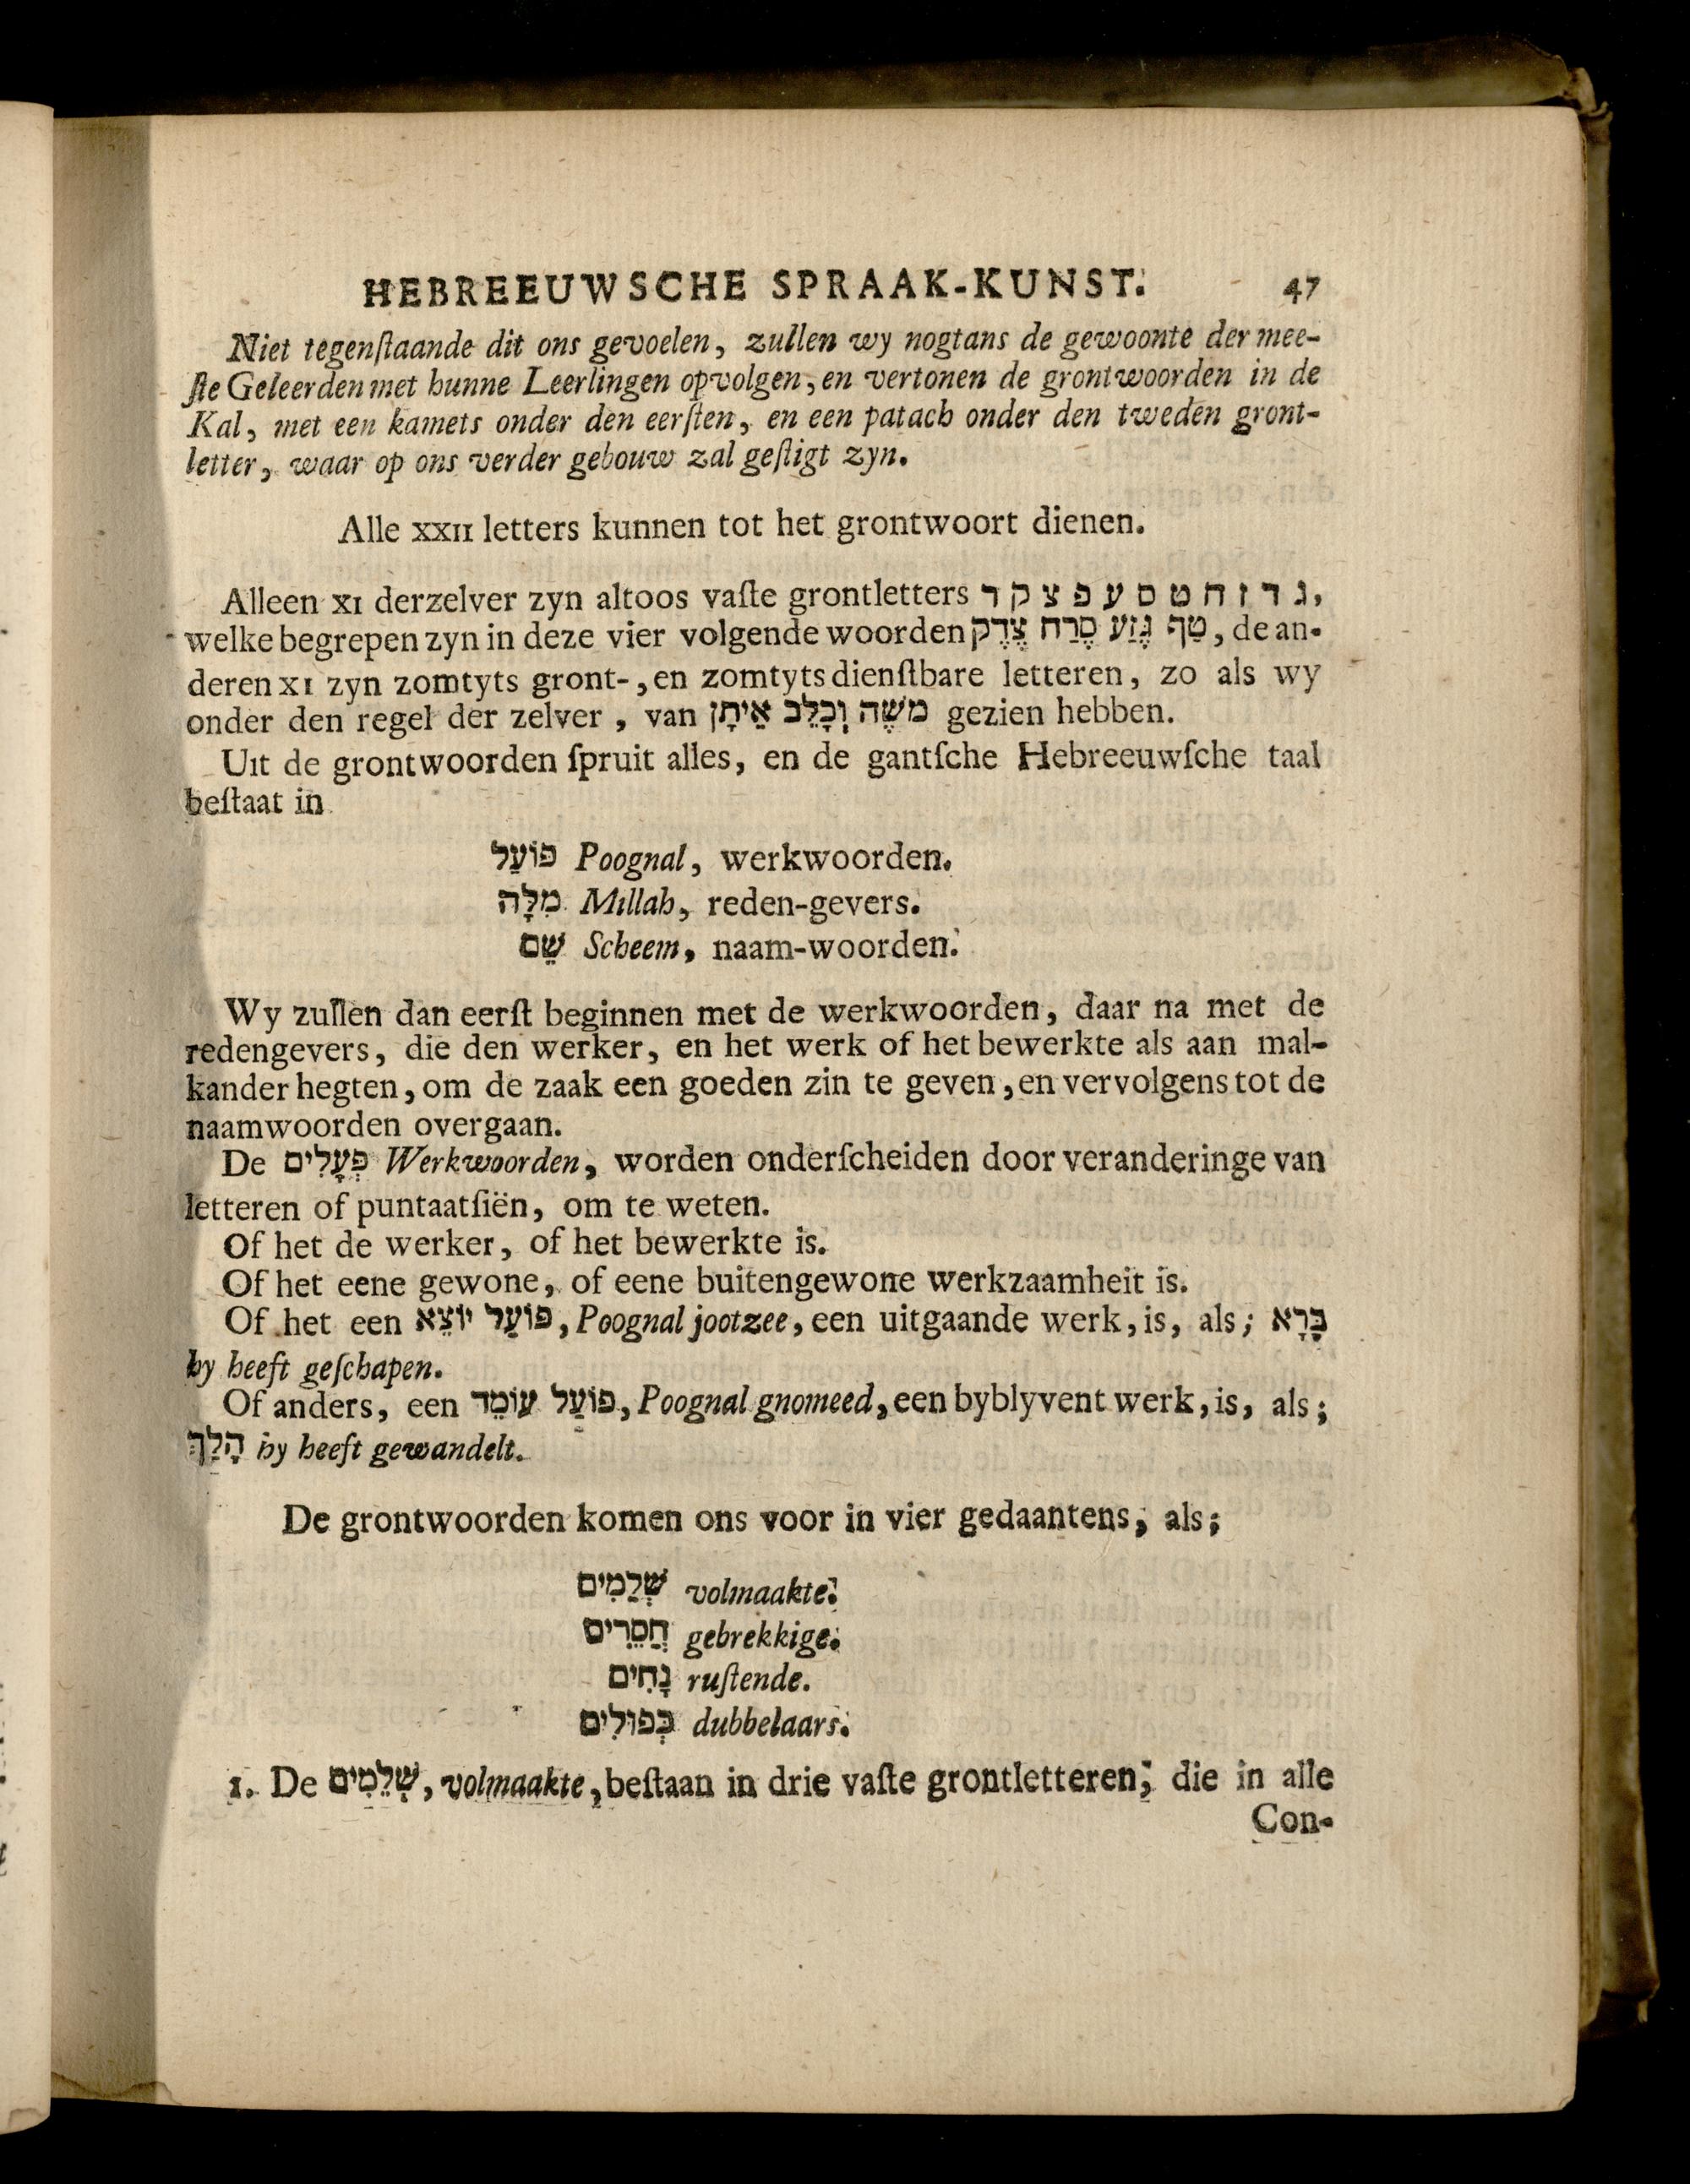 HEBREEUWSCHE SPRAAK-KUNST. 47
Niet tegenſtaande dit ons gevoelen, zullen wy nogtans de gewoonte der mee-
ſte Geleerden met hunne Leerlingen opvolgen, en vertonen de grontwoorden in de
Kal, met een kamets onder den eerſten, en een patach onder den tweden gront-
letter, waar op ons verder gebouw zal geſtigt zyn.
Alle XXII letters kunnen tot het grontwoort dienen.
Alleen XI derzelver zyn altoos vaſte grontletters ג ד ז ח ט ס ע פ צ ק ר,
welke begrepen zyn in deze vier volgende woorden טַף גֶּזַע סֶרַח צֶדֶק, de an-
deren XI zyn zomtyts gront-, en zomtyts dienſtbare letteren, zo als wy
onder den regel der zelver, van משֶׁה וְכָלֵב אֵיתָן gezien hebben.
Uit de grontwoorden ſpruit alles, en de gantſche Hebreeuwſche taal
beſtaat in
פּוֹעַל Poognal, werkwoorden.
מִלָּה Millah, reden-gevers.
שֵׁם Scheem, naam-woorden.
Wy zullen dan eerſt beginnen met de werkwoorden, daar na met de
redengevers, die den werker, en het werk of het bewerkte als aan mal-
kander hegten, om de zaak een goeden zin te geven, en vervolgens tot de
naamwoorden overgaan.
De פְּעָלִים Werkwoorden, worden onderſcheiden door veranderinge van
letteren of puntaatſiën, om te weten.
Of het de werker, of het bewerkte is.
Of het eene gewone, of eene buitengewone werkzaamheit is.
Of het een פּוֹעַל יוֹצֵא, Poognal jootzee, een uitgaande werk, is, als; בָּרָא
hy heeft geſchapen.
Of anders, een פּוֹעַל עוֹמֵד, Poognal gnomeed, een byblyvent werk, is, als;
הָלַךְ hy heeft gewandelt.
De grontwoorden komen ons voor in vier gedaantens, als;
שְׁלֵמִים volmaakte.
חֲסֵרִים gebrekkige.
נָחִים ruſtende.
כְּפוּלִים dubbelaars.
1. De שְׁלֵמִים, volmaakte, beſtaan in drie vaſte grontletteren; die in alle
Con-